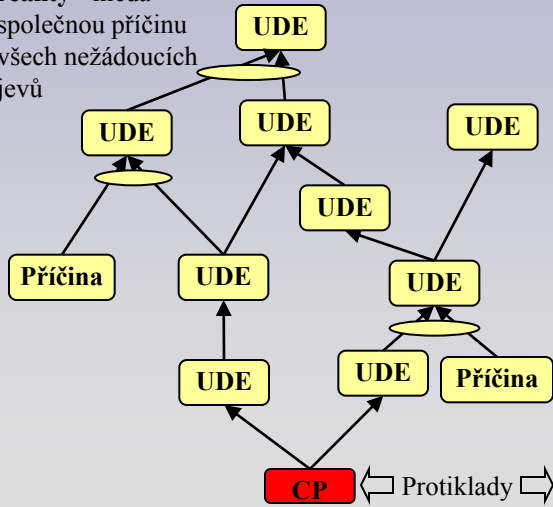 společnou příčinu
všech nežádoucích
jevů
UDE
UDE
UDE
UDE
UDE
Příčina
UDE
UDE
UDE
UDE
Příčina
CP
Protiklady